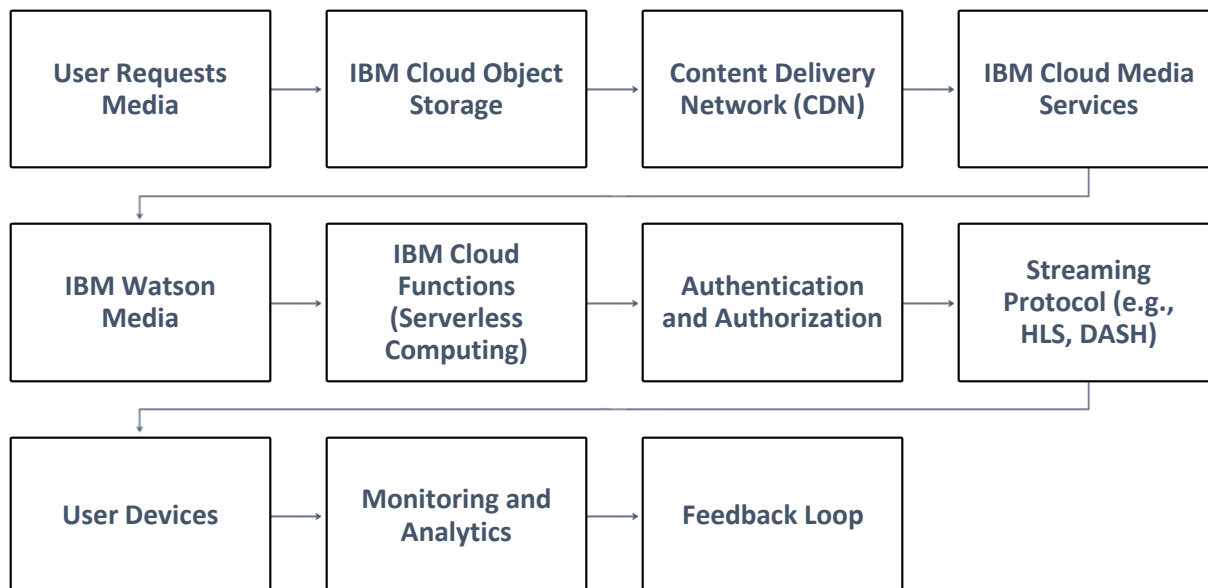 User Requests
Media
IBM Cloud Object
Storage
Content Delivery
Network (CDN)
IBM Cloud Media
Services
IBM Watson
Media
IBM Cloud
Functions
(Serverless
Computing)
Authentication
and Authorization
Streaming
Protocol (e.g.,
HLS, DASH)
User Devices
Monitoring and
Analytics
Feedback Loop